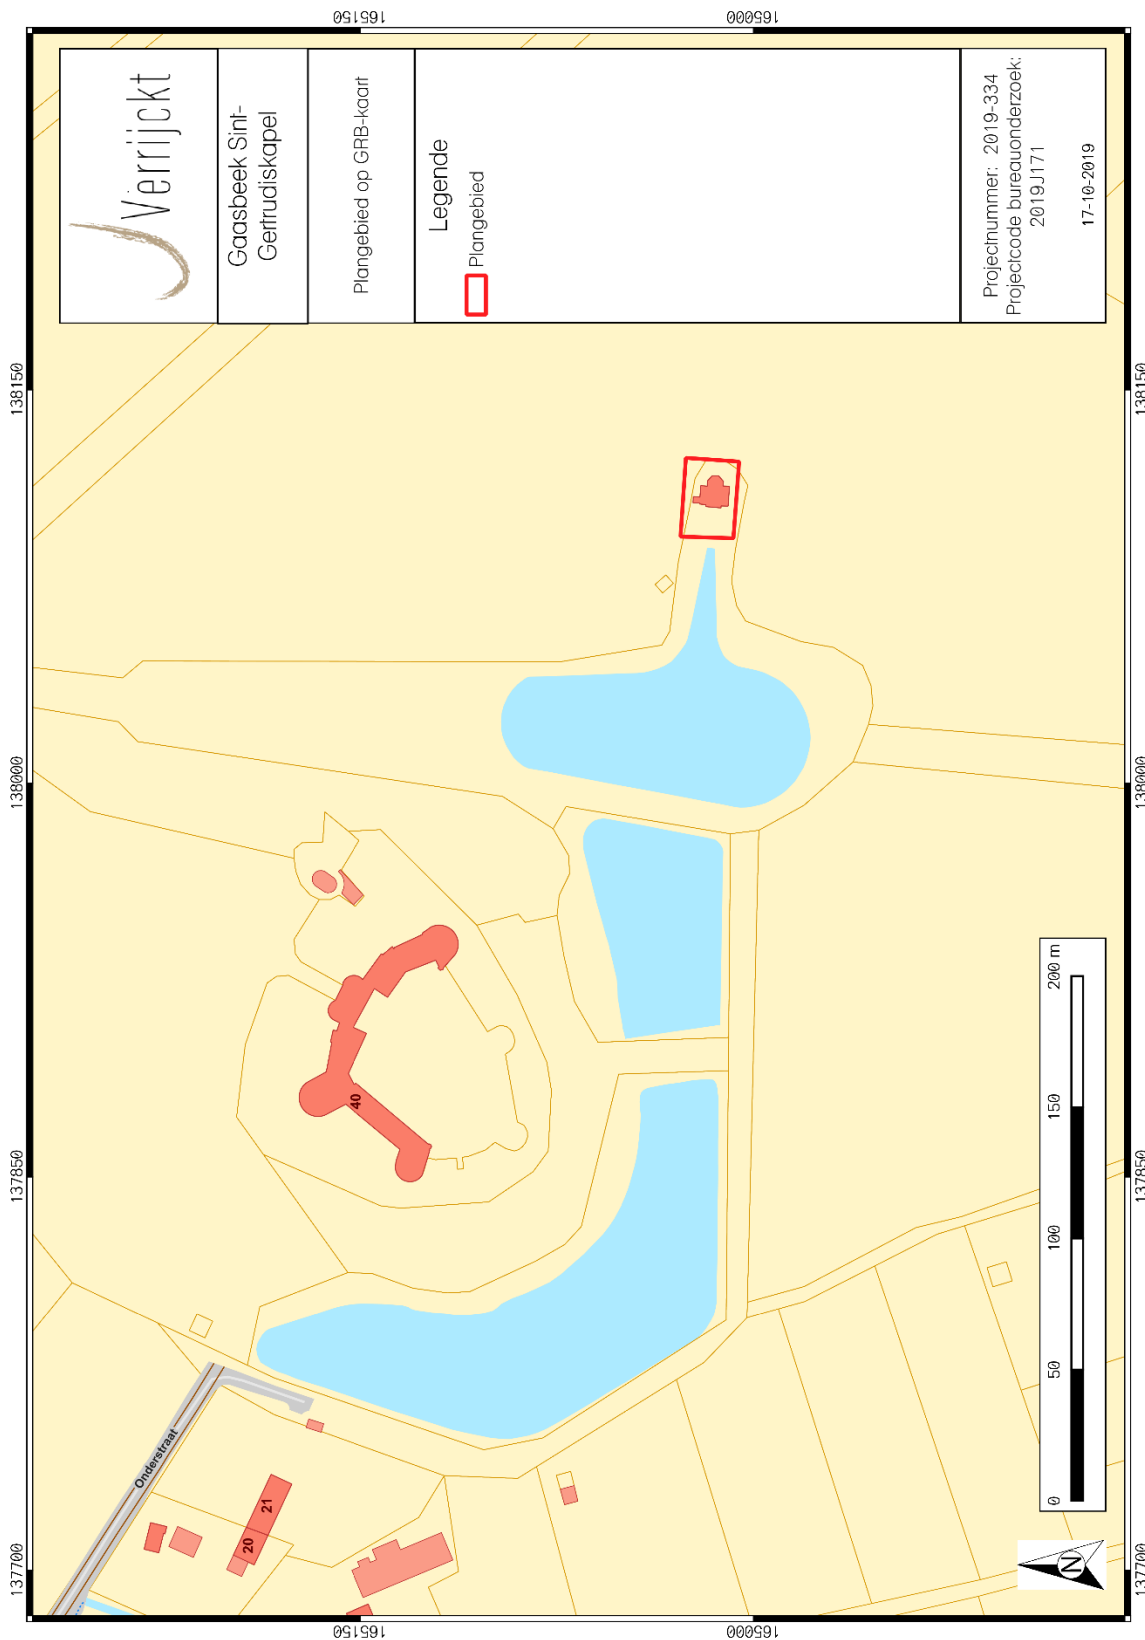 Verrijckt
Gaasbeek Sint-
Gertrudiskapel
Plangebied op GRB-kaart
Legende
Plangebied
Projectnummer: 2019-334
Projectcode bureauonderzoek:
2019J171
17-10-2019
137700
137850
138000
138150
165150
165000
165150
165000
137700
137850
138000
138150
Onderstraat
20
21
40
N
0 50 100 150 200 m